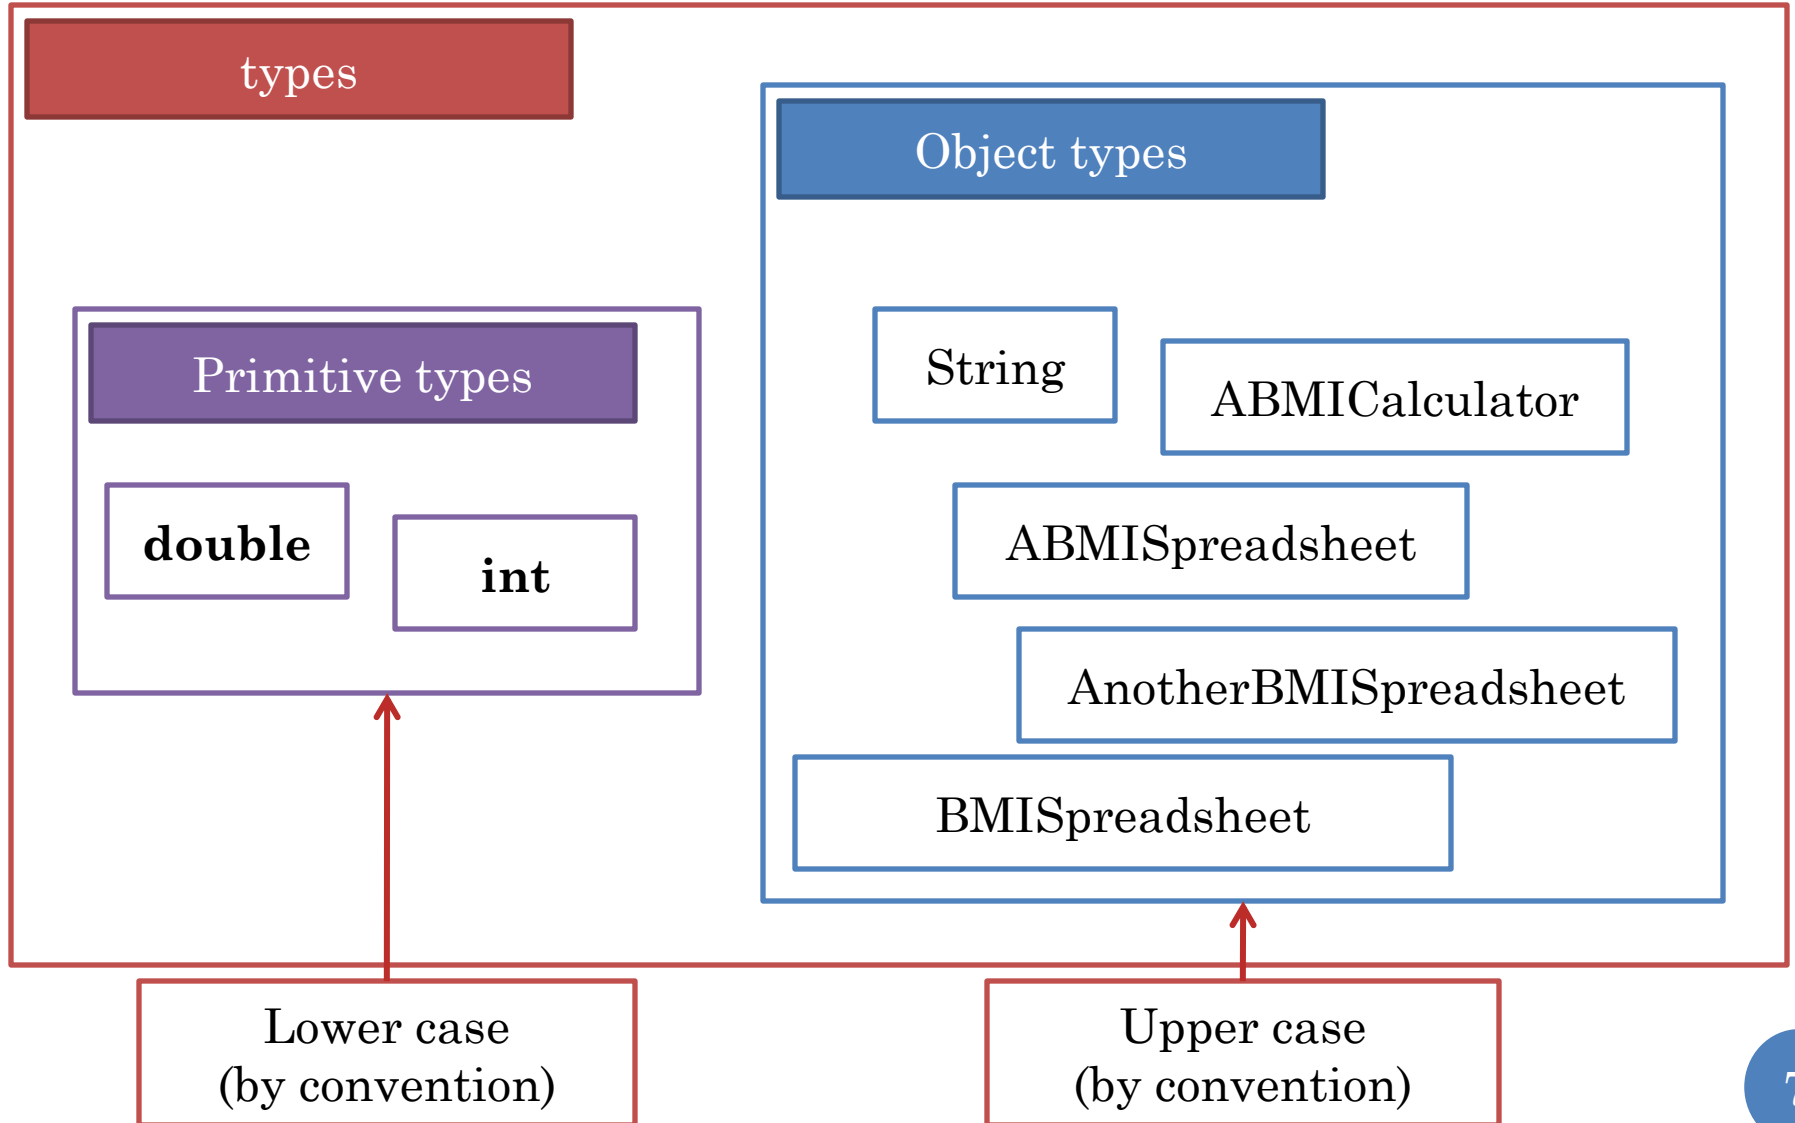 types
Object types
Primitive types
String
ABMICalculator
double
int
ABMISpreadsheet
AnotherBMISpreadsheet
BMISpreadsheet
Lower case
(by convention)
Upper case
(by convention)